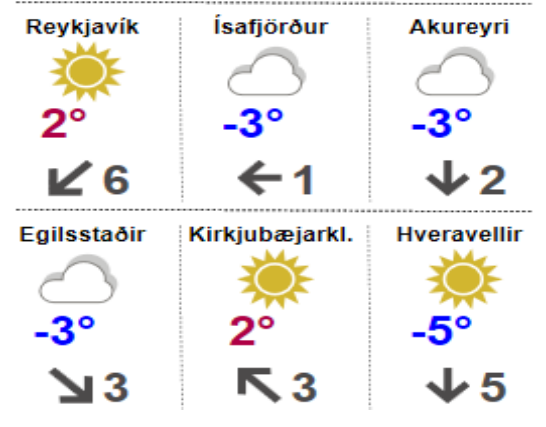 Reykjavík
2°
6
Ísafjörður
-3°
1
Akureyri
-3°
2
Egilsstaðir
-3°
3
Kirkjubæjarkl.
2°
3
Hveravellir
-5°
5